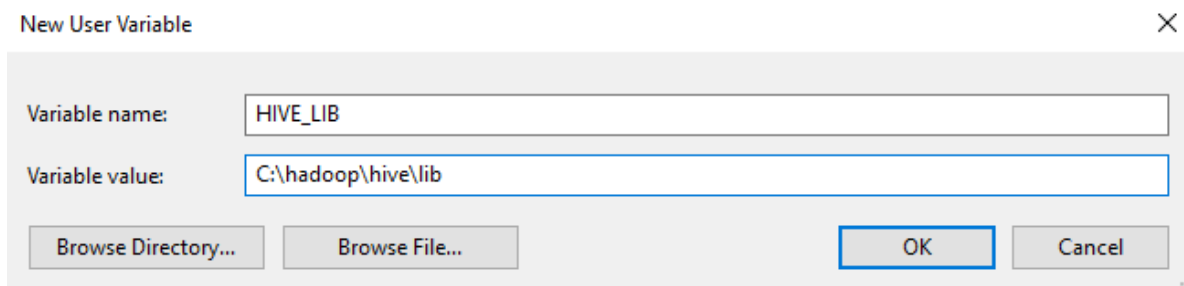 New User Variable
Variable name: HIVE_LIB
Variable value: C:\hadoop\hive\lib
Browse Directory... Browse File... OK Cancel